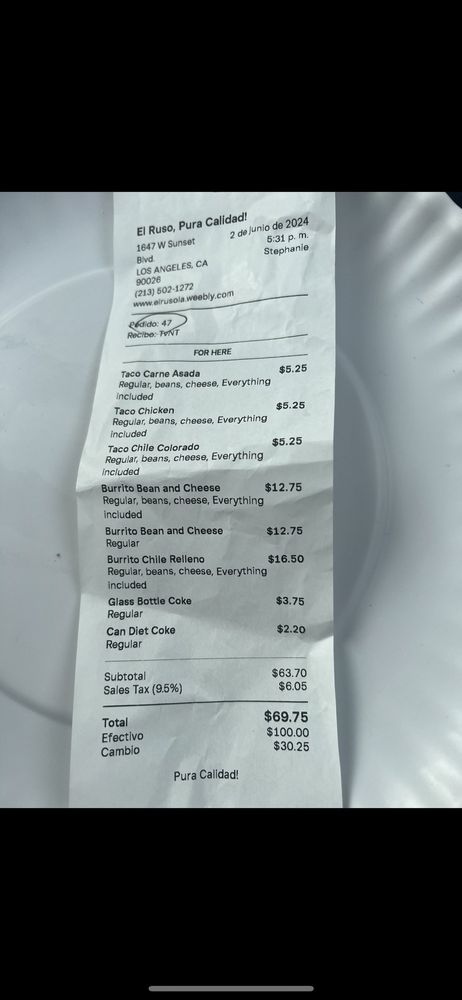 El Ruso, Pura Calidad!
1647 W Sunset
Blvd.
LOS ANGELES, CA
90026
(213) 502-1272
www.elrusola.weebly.com
2 de junio de 2024
5:31 p. m.
Stephanie
Pedido: 47
Recibo: TvNT
FOR HERE
Taco Carne Asada $5.25
Regular, beans, cheese, Everything
included
Taco Chicken $5.25
Regular, beans, cheese, Everything
included
Taco Chile Colorado $5.25
Regular, beans, cheese, Everything
included
Burrito Bean and Cheese $12.75
Regular, beans, cheese, Everything
included
Burrito Bean and Cheese $12.75
Regular
Burrito Chile Relleno $16.50
Regular, beans, cheese, Everything
included
Glass Bottle Coke $3.75
Regular
Can Diet Coke $2.20
Regular
Subtotal $63.70
Sales Tax (9.5%) $6.05
Total $69.75
Efectivo $100.00
Cambio $30.25
Pura Calidad!